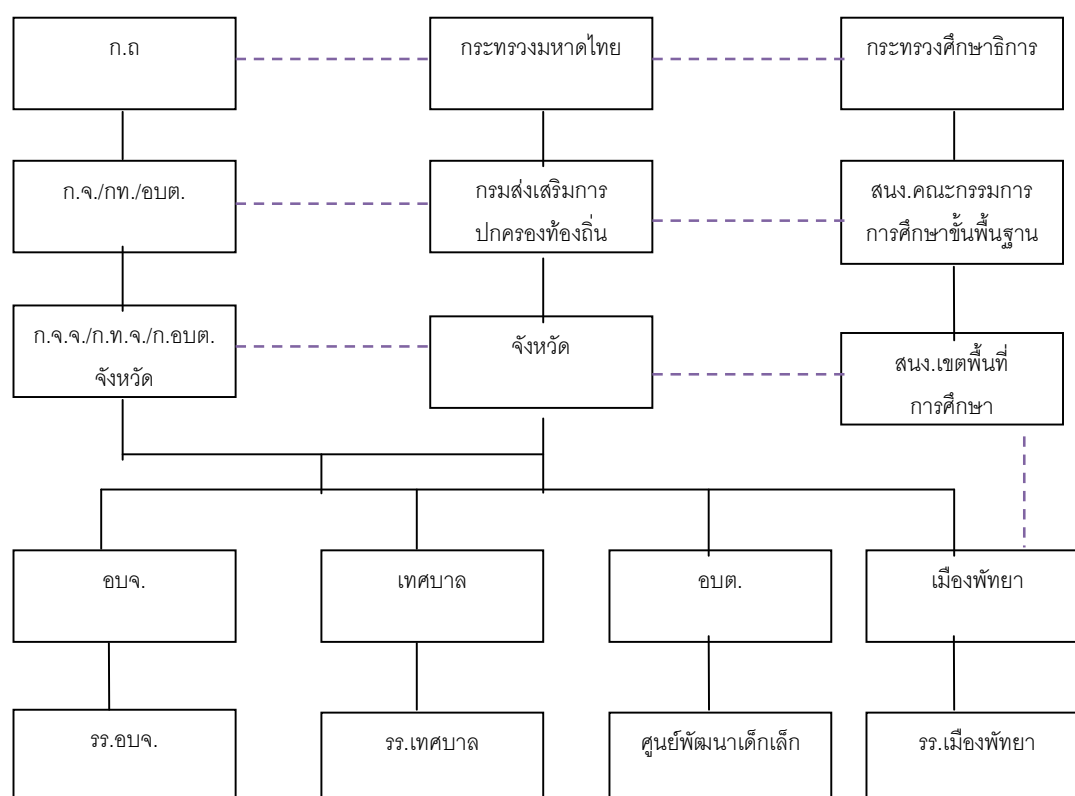 ก.ถ
กระทรวงมหาดไทย
กระทรวงศึกษาธิการ
ก.จ./กท./อบต.
กรมส่งเสริมการ
ปกครองท้องถิ่น
สนง.คณะกรรมการ
การศึกษาขั้นพื้นฐาน
ก.จ.จ./ก.ท.จ./ก.อบต.
จังหวัด
จังหวัด
สนง.เขตพื้นที่
การศึกษา
อบจ.
เทศบาล
อบต.
เมืองพัทยา
รร.อบจ.
รร.เทศบาล
ศูนย์พัฒนาเด็กเล็ก
รร.เมืองพัทยา